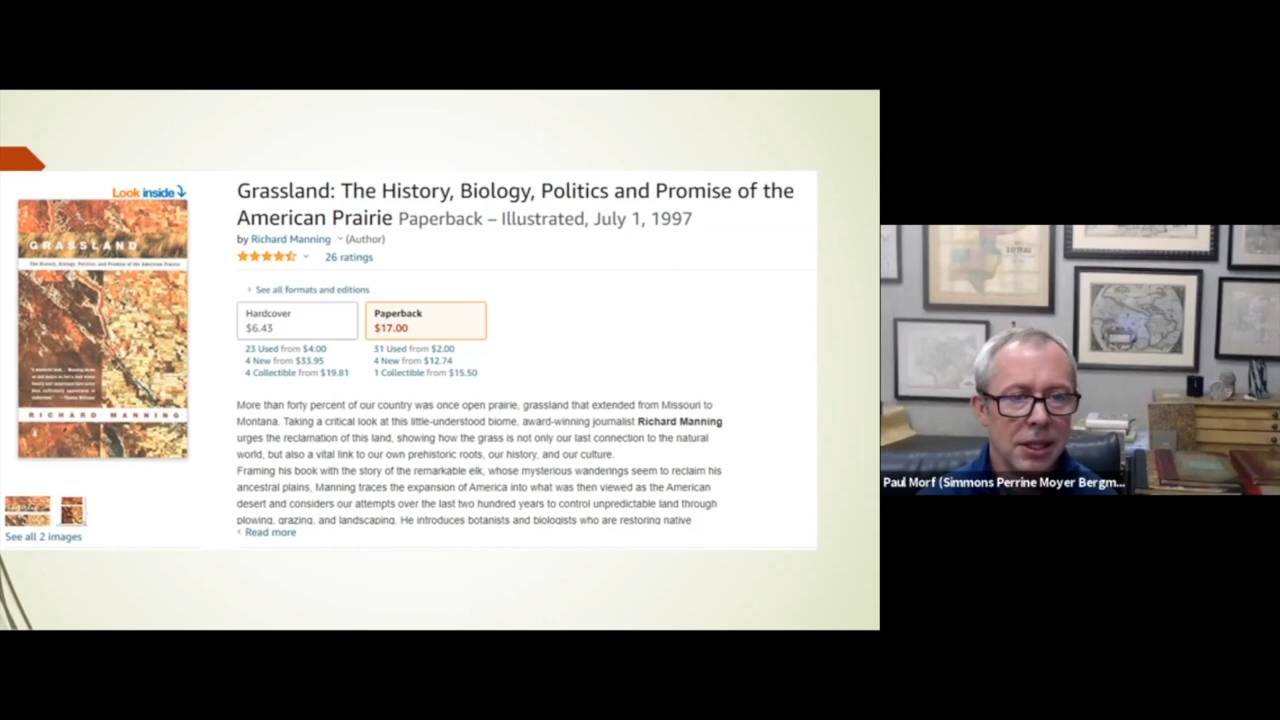 Look inside
GRASSLAND
The History, Biology, Politics, and Promise of the American Prairie
RICHARD MANNING
Grassland: The History, Biology, Politics and Promise of the
American Prairie Paperback – Illustrated, July 1, 1997
by Richard Manning (Author)
26 ratings
See all formats and editions
Hardcover
$6.43
Paperback
$17.00
23 Used from $4.00
4 New from $33.95
4 Collectible from $19.81
31 Used from $2.00
4 New from $12.74
1 Collectible from $15.50
More than forty percent of our country was once open prairie, grassland that extended from Missouri to
Montana. Taking a critical look at this little-understood biome, award-winning journalist Richard Manning
urges the reclamation of this land, showing how the grass is not only our last connection to the natural
world, but also a vital link to our own prehistoric roots, our history, and our culture.
Framing his book with the story of the remarkable elk, whose mysterious wanderings seem to reclaim his
ancestral plains, Manning traces the expansion of America into what was then viewed as the American
desert and considers our attempts over the last two hundred years to control unpredictable land through
plowing, grazing, and landscaping. He introduces botanists and biologists who are restoring native
Read more
See all 2 images
Paul Morf (Simmons Perrine Moyer Bergm...